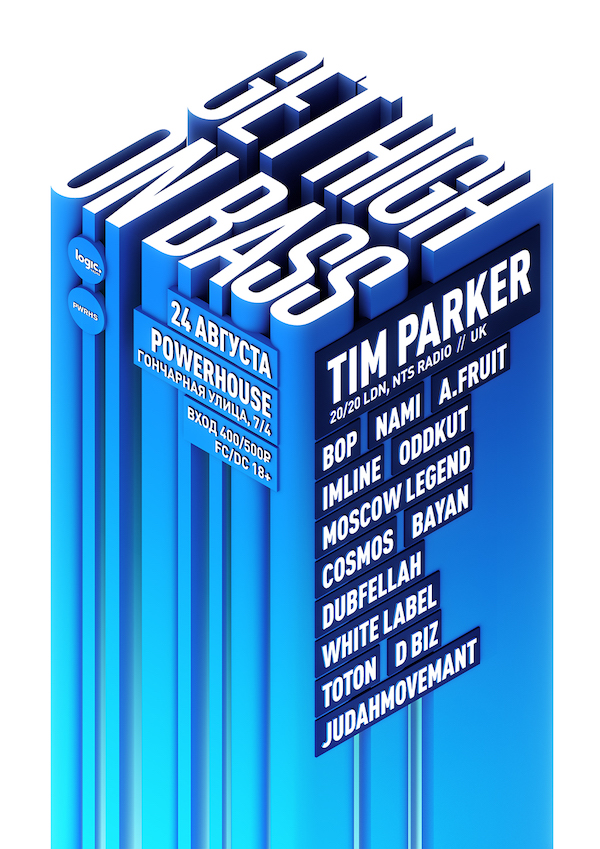 GET HIGH
ON BASS
logic.
PWRHS
24 АВГУСТА
POWERHOUSE
ГОНЧАРНАЯ УЛИЦА, 7/4
ВХОД 400/500₽
FC/DC 18+
TIM PARKER
20/20 LDN, NTS RADIO // UK
BOP NAMI A.FRUIT
IMLINE ODDKUT
MOSCOW LEGEND
COSMOS BAYAN
DUBFELLAH
WHITE LABEL
TOTON D BIZ
JUDAHMOVEMANT